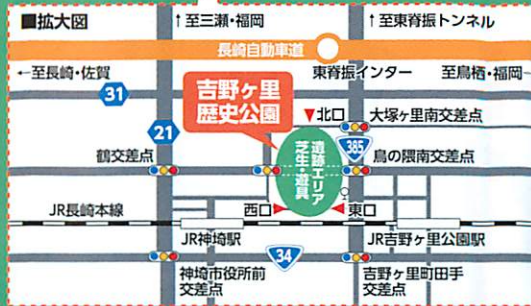 ■拡大図
↑至三瀬・福岡
↑至東脊振トンネル
長崎自動車道
←至長崎・佐賀
東脊振インター
至鳥栖・福岡→
31
吉野ヶ里
歴史公園
▼北口
大塚ヶ里南交差点
21
385
鶴交差点
遺跡エリア
芝生・遊具
鳥の隈南交差点
JR長崎本線
西口
東口
JR神埼駅
JR吉野ヶ里公園駅
34
神埼市役所前
交差点
吉野ヶ里町田手
交差点